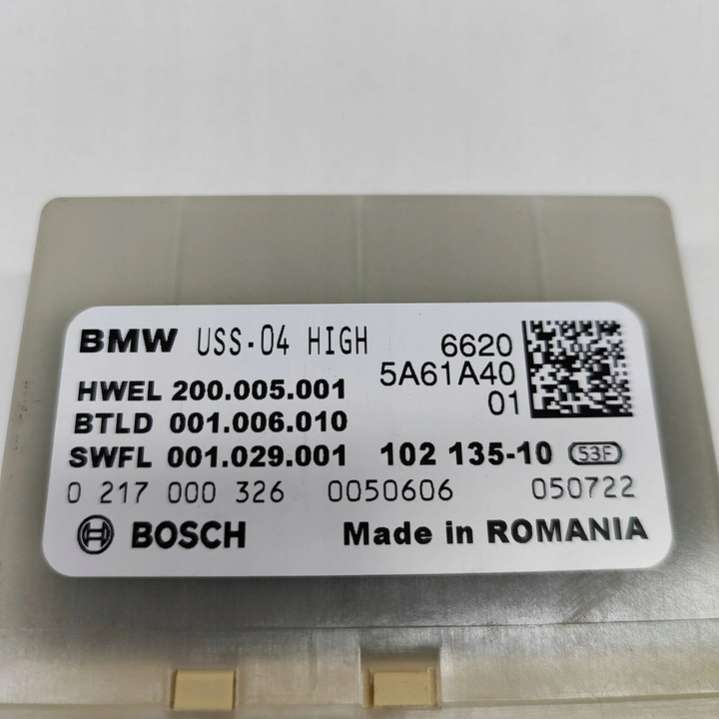 BMW USS-04 HIGH 6620
HWEL 200.005.001 5A61A40
BTLD 001.006.010 01
SWFL 001.029.001 102 135-10 53F
0 217 000 326 0050606 050722
BOSCH Made in ROMANIA